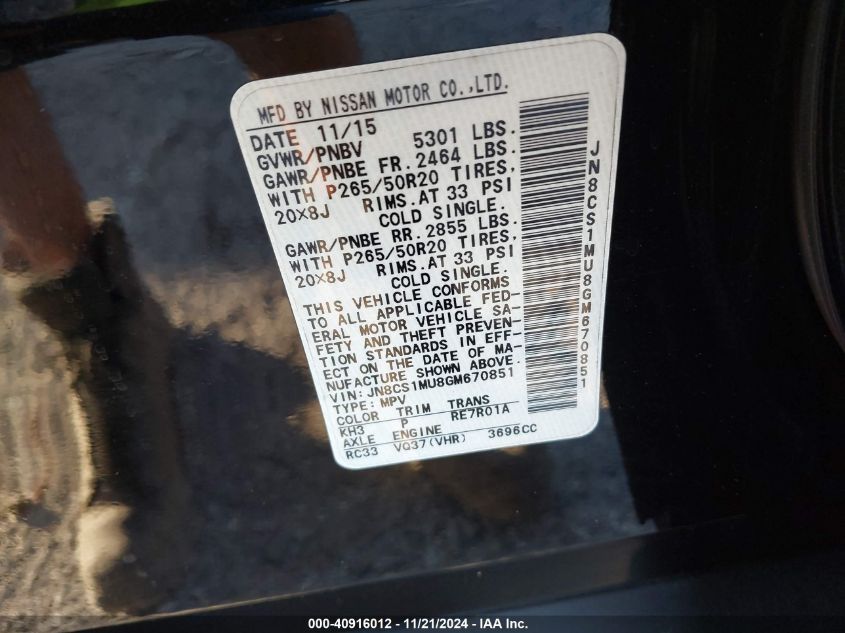 MFD BY NISSAN MOTOR CO.,LTD.
DATE 11/15
GVWR/PNBV 5301 LBS.
GAWR/PNBE FR. 2464 LBS.
WITH P265/50R20 TIRES,
20X8J RIMS.AT 33 PSI
COLD SINGLE.
GAWR/PNBE RR. 2855 LBS.
WITH P265/50R20 TIRES,
20X8J RIMS.AT 33 PSI
COLD SINGLE.
THIS VEHICLE CONFORMS
TO ALL APPLICABLE FED-
ERAL MOTOR VEHICLE SA-
FETY AND THEFT PREVEN-
TION STANDARDS IN EFF-
ECT ON THE DATE OF MA-
NUFACTURE SHOWN ABOVE.
VIN: JN8CS1MU8GM670851
TYPE: MPV
COLOR TRIM TRANS
KH3 P RE7R01A
AXLE ENGINE
RC33 VQ37(VHR) 3696CC
JN8CS1MU8GM670851
000-40916012 - 11/21/2024 - IAA Inc.